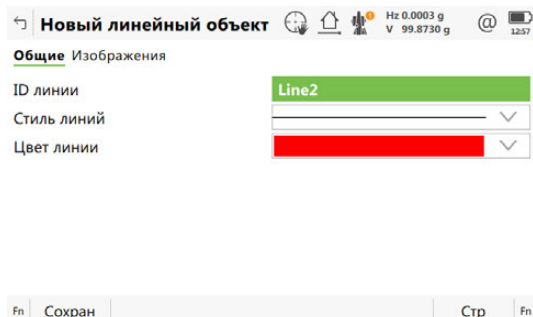 Новый линейный объект Hz 0.0003 g
V 99.8730 g
@ 12:57
Общие Изображения
ID линии Line2
Стиль линий
Цвет линии
Fn Сохран Стр Fn